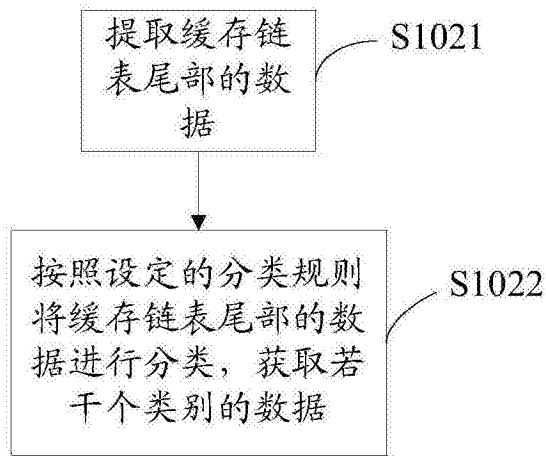 提取缓存链
表尾部的数
据
S1021
按照设定的分类规则
将缓存链表尾部的数
据进行分类，获取若
干个类别的数据
S1022